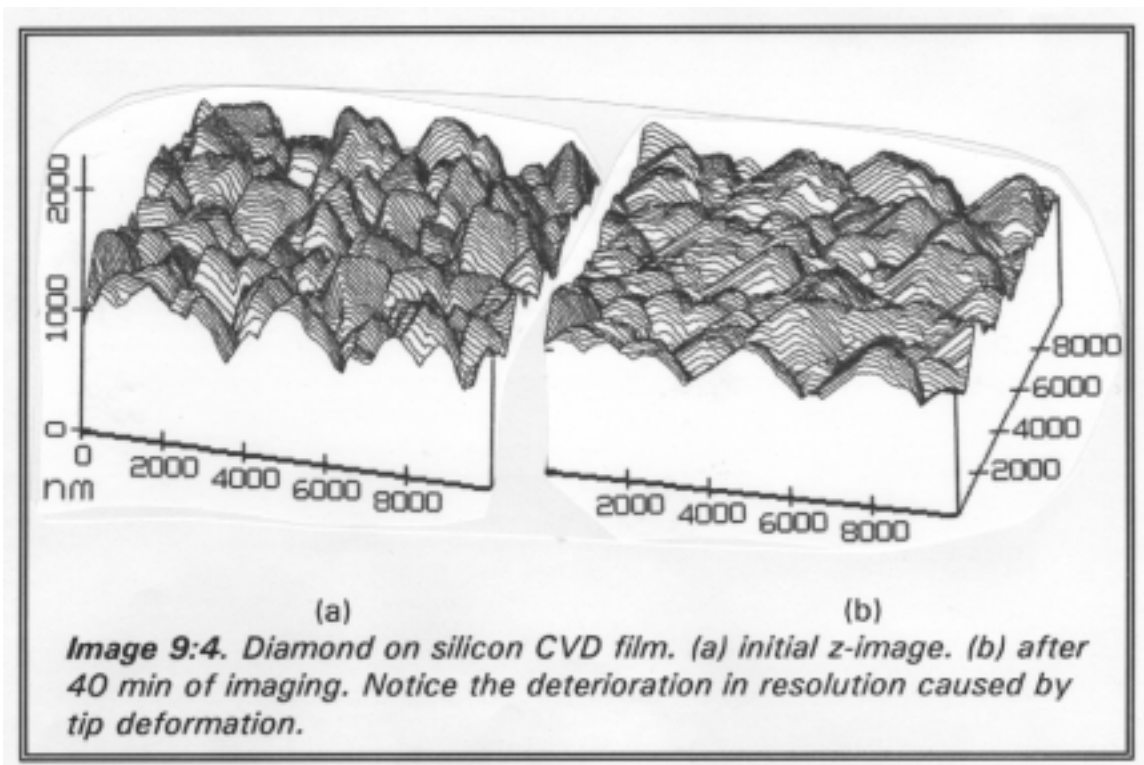 2000
1000
0
nm
0
2000
4000
6000
8000
2000
4000
6000
8000
8000
6000
4000
2000
(a)
(b)
Image 9:4. Diamond on silicon CVD film. (a) initial z-image. (b) after
40 min of imaging. Notice the deterioration in resolution caused by
tip deformation.